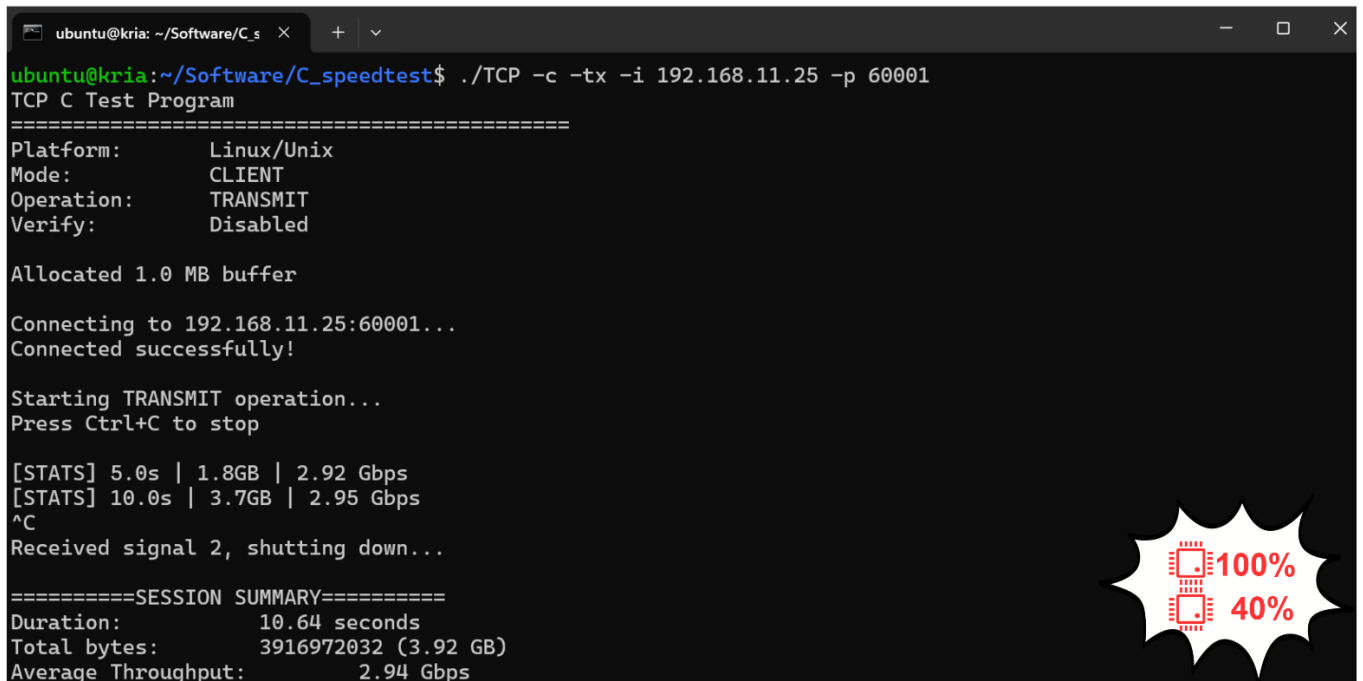 ubuntu@kria: ~/Software/C_s
ubuntu@kria:~/Software/C_speedtest$ ./TCP -c -tx -i 192.168.11.25 -p 60001
TCP C Test Program
=============================================
Platform:       Linux/Unix
Mode:           CLIENT
Operation:      TRANSMIT
Verify:         Disabled
Allocated 1.0 MB buffer
Connecting to 192.168.11.25:60001...
Connected successfully!
Starting TRANSMIT operation...
Press Ctrl+C to stop
[STATS] 5.0s | 1.8GB | 2.92 Gbps
[STATS] 10.0s | 3.7GB | 2.95 Gbps
^C
Received signal 2, shutting down...
==========SESSION SUMMARY==========
Duration:           10.64 seconds
Total bytes:        3916972032 (3.92 GB)
Average Throughput:         2.94 Gbps
100%
40%